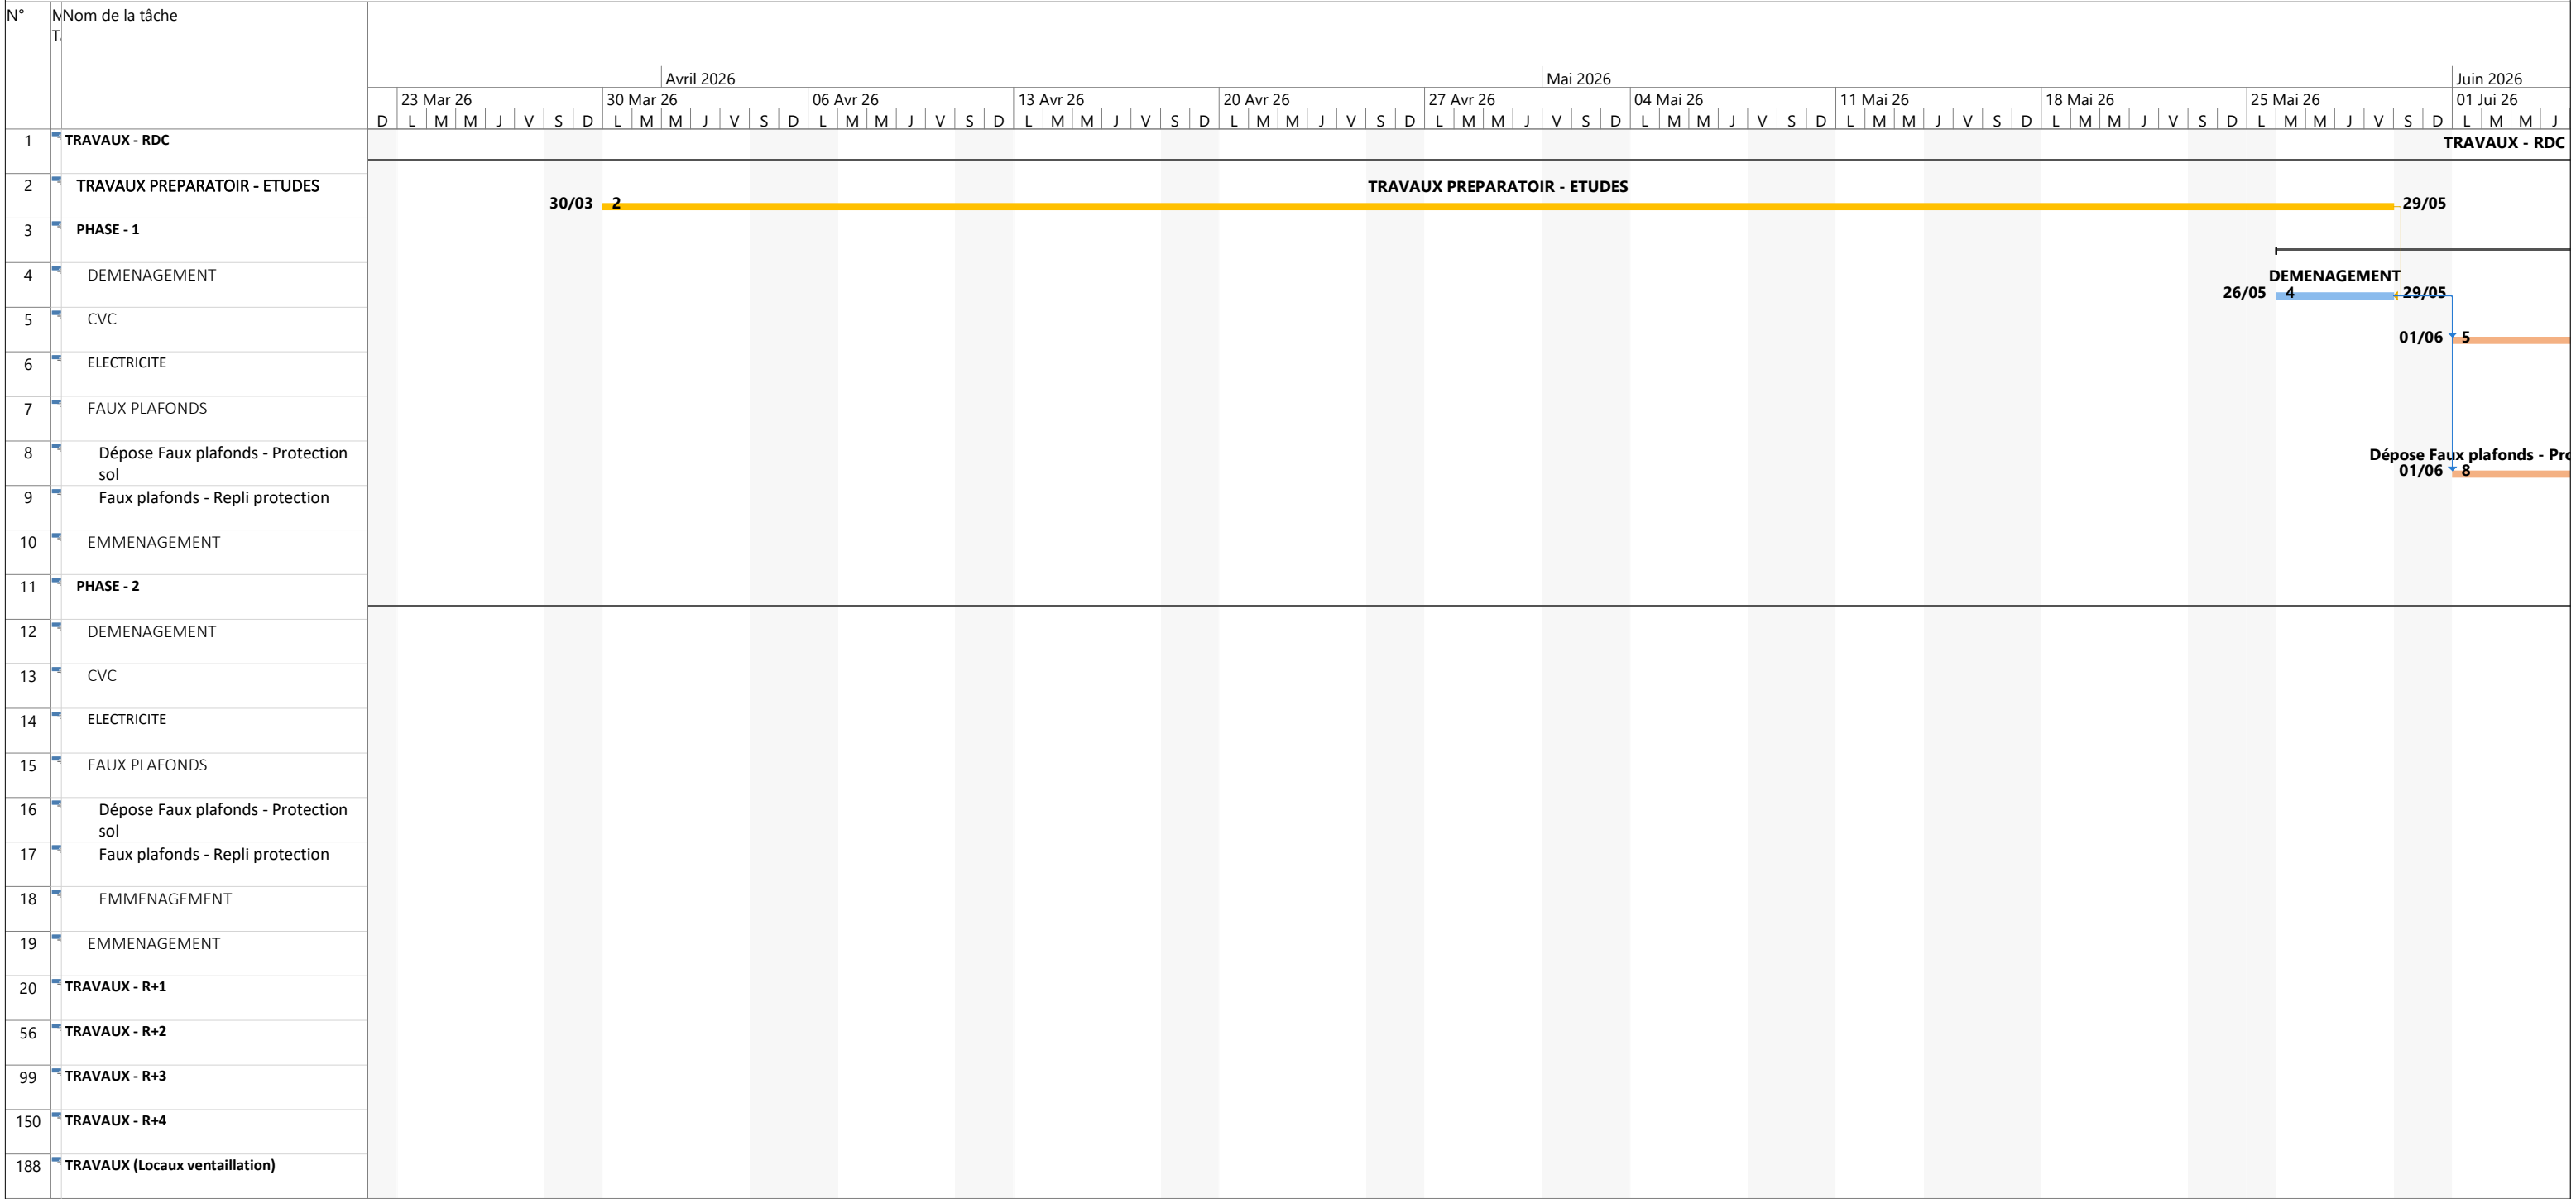 N° M Nom de la tâche
T
Avril 2026 Mai 2026 Juin 2026
23 Mar 26 30 Mar 26 06 Avr 26 13 Avr 26 20 Avr 26 27 Avr 26 04 Mai 26 11 Mai 26 18 Mai 26 25 Mai 26 01 Jui 26
D L M M J V S D L M M J V S D L M M J V S D L M M J V S D L M M J V S D L M M J V S D L M M J V S D L M M J V S D L M M J V S D L M M J V S D L M M J
1 TRAVAUX - RDC TRAVAUX - RDC
2 TRAVAUX PREPARATOIR - ETUDES TRAVAUX PREPARATOIR - ETUDES
30/03 2 29/05
3 PHASE - 1
4 DEMENAGEMENT DEMENAGEMENT
26/05 4 29/05
5 CVC
01/06 5
6 ELECTRICITE
7 FAUX PLAFONDS
8 Dépose Faux plafonds - Protection Dépose Faux plafonds - Pro
sol 01/06 8
9 Faux plafonds - Repli protection
10 EMMENAGEMENT
11 PHASE - 2
12 DEMENAGEMENT
13 CVC
14 ELECTRICITE
15 FAUX PLAFONDS
16 Dépose Faux plafonds - Protection
sol
17 Faux plafonds - Repli protection
18 EMMENAGEMENT
19 EMMENAGEMENT
20 TRAVAUX - R+1
56 TRAVAUX - R+2
99 TRAVAUX - R+3
150 TRAVAUX - R+4
188 TRAVAUX (Locaux ventaillation)